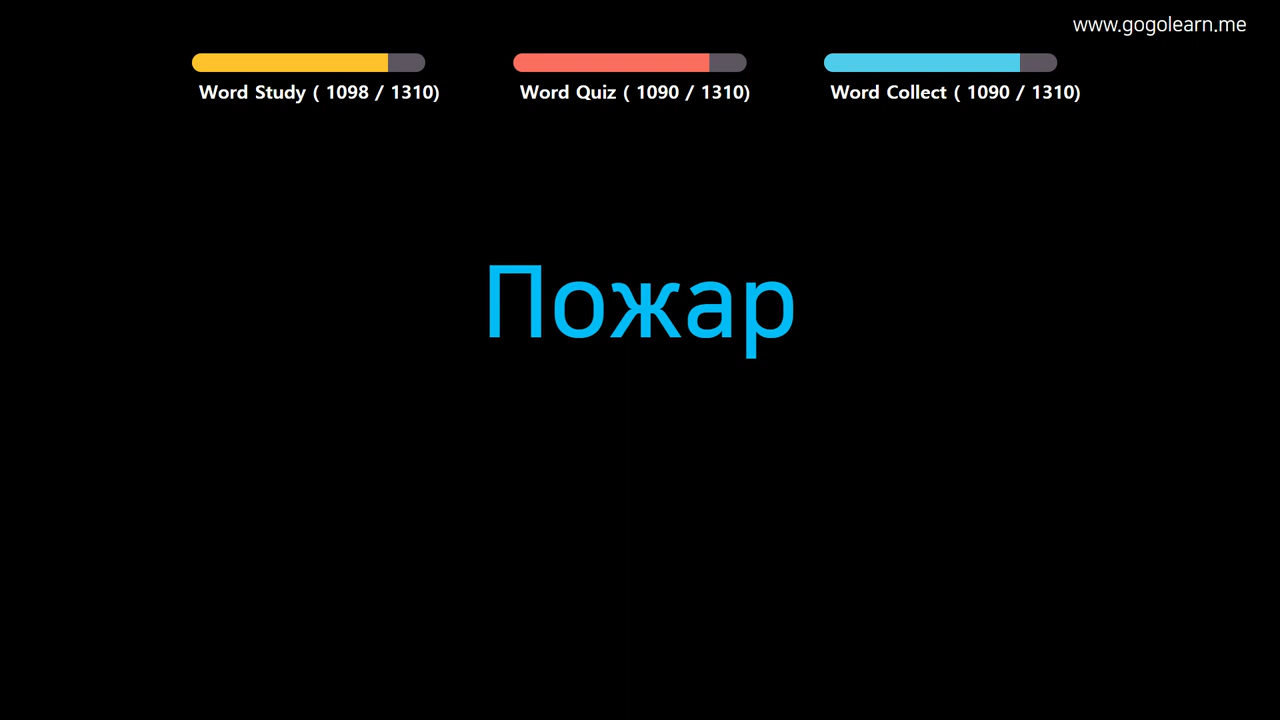 www.gogolearn.me
Word Study ( 1098 / 1310)
Word Quiz ( 1090 / 1310)
Word Collect ( 1090 / 1310)
Пожар